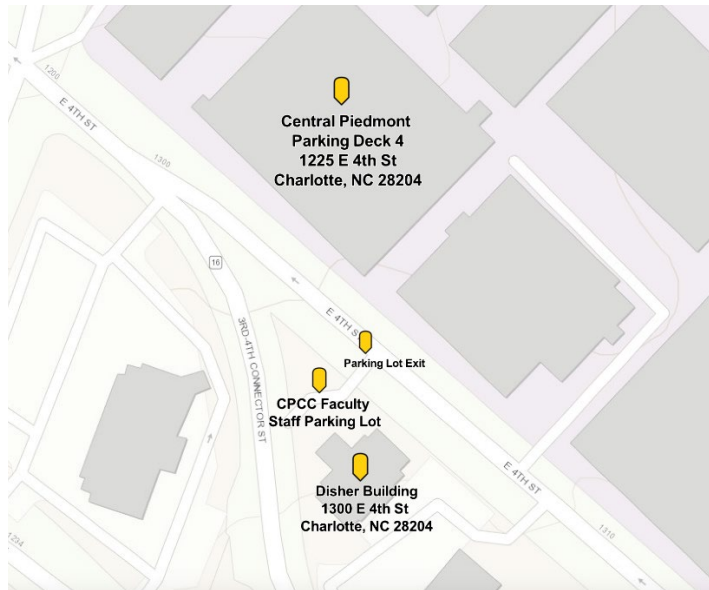 1200
E 4TH ST
Central Piedmont
Parking Deck 4
1225 E 4th St
Charlotte, NC 28204
1300
16
E 4TH ST
3RD-4TH CONNECTOR ST
Parking Lot Exit
CPCC Faculty
Staff Parking Lot
E 4TH ST
Disher Building
1300 E 4th St
Charlotte, NC 28204
1310
1234